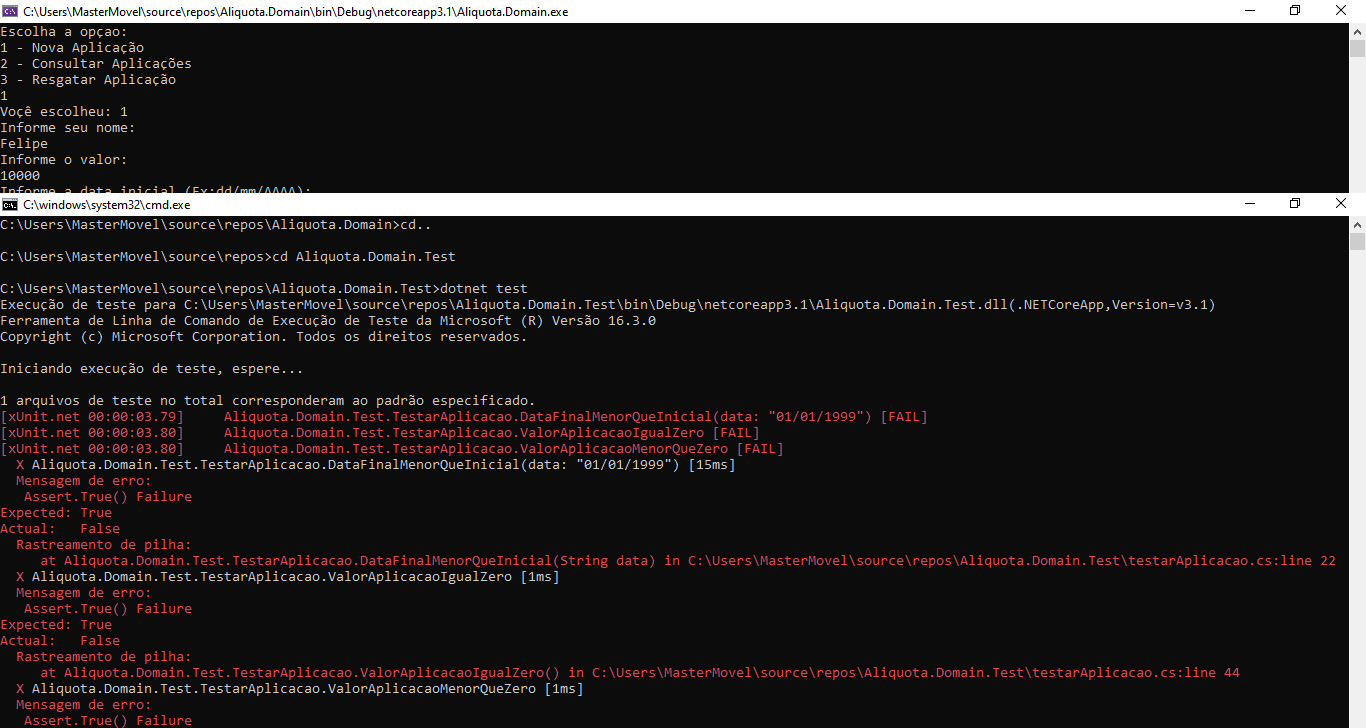 C:\Users\MasterMovel\source\repos\Aliquota.Domain\bin\Debug\netcoreapp3.1\Aliquota.Domain.exe
Escolha a opçao:
1 - Nova Aplicação
2 - Consultar Aplicações
3 - Resgatar Aplicação
1
Voçê escolheu: 1
Informe seu nome:
Felipe
Informe o valor:
10000
Informe a data inicial (Ex:dd/mm/AAAA):
C:\windows\system32\cmd.exe
C:\Users\MasterMovel\source\repos\Aliquota.Domain>cd..
C:\Users\MasterMovel\source\repos>cd Aliquota.Domain.Test
C:\Users\MasterMovel\source\repos\Aliquota.Domain.Test>dotnet test
Execução de teste para C:\Users\MasterMovel\source\repos\Aliquota.Domain.Test\bin\Debug\netcoreapp3.1\Aliquota.Domain.Test.dll(.NETCoreApp,Version=v3.1)
Ferramenta de Linha de Comando de Execução de Teste da Microsoft (R) Versão 16.3.0
Copyright (c) Microsoft Corporation. Todos os direitos reservados.
Iniciando execução de teste, espere...
1 arquivos de teste no total corresponderam ao padrão especificado.
[xUnit.net 00:00:03.79]     Aliquota.Domain.Test.TestarAplicacao.DataFinalMenorQueInicial(data: "01/01/1999") [FAIL]
[xUnit.net 00:00:03.80]     Aliquota.Domain.Test.TestarAplicacao.ValorAplicacaoIgualZero [FAIL]
[xUnit.net 00:00:03.80]     Aliquota.Domain.Test.TestarAplicacao.ValorAplicacaoMenorQueZero [FAIL]
X Aliquota.Domain.Test.TestarAplicacao.DataFinalMenorQueInicial(data: "01/01/1999") [15ms]
Mensagem de erro:
Assert.True() Failure
Expected: True
Actual:   False
Rastreamento de pilha:
at Aliquota.Domain.Test.TestarAplicacao.DataFinalMenorQueInicial(String data) in C:\Users\MasterMovel\source\repos\Aliquota.Domain.Test\testarAplicacao.cs:line 22
X Aliquota.Domain.Test.TestarAplicacao.ValorAplicacaoIgualZero [1ms]
Mensagem de erro:
Assert.True() Failure
Expected: True
Actual:   False
Rastreamento de pilha:
at Aliquota.Domain.Test.TestarAplicacao.ValorAplicacaoIgualZero() in C:\Users\MasterMovel\source\repos\Aliquota.Domain.Test\testarAplicacao.cs:line 44
X Aliquota.Domain.Test.TestarAplicacao.ValorAplicacaoMenorQueZero [1ms]
Mensagem de erro:
Assert.True() Failure